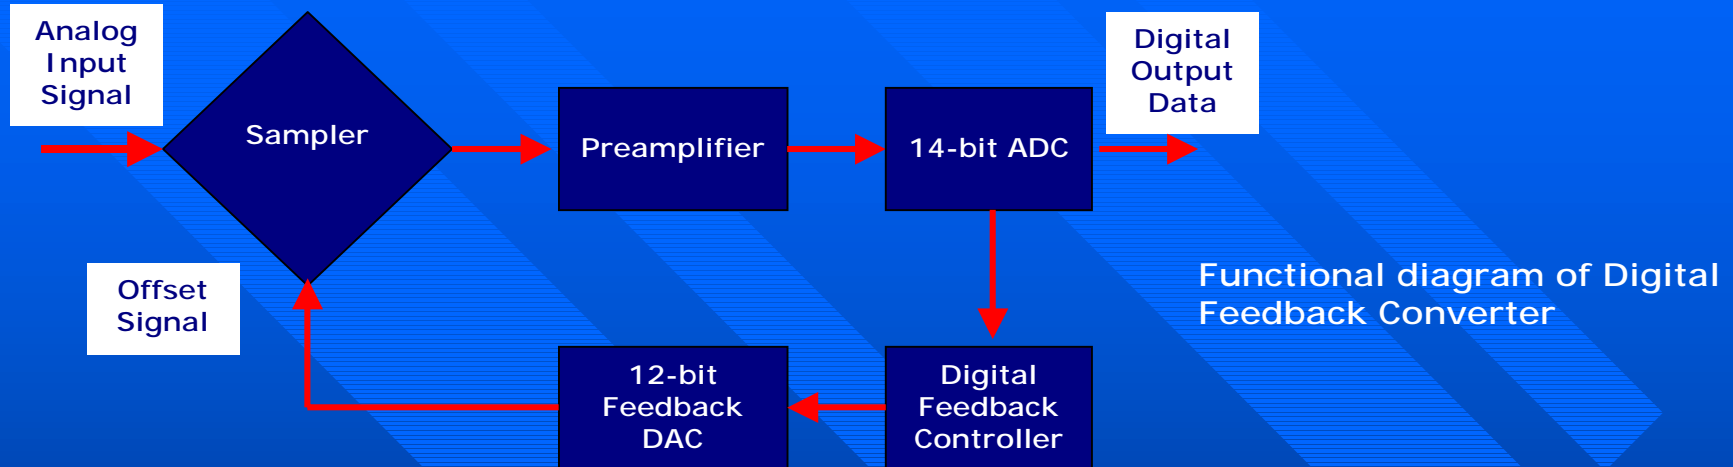 Analog
Input
Signal
Sampler
Preamplifier
14-bit ADC
Digital
Output
Data
Offset
Signal
12-bit
Feedback
DAC
Digital
Feedback
Controller
Functional diagram of Digital
Feedback Converter